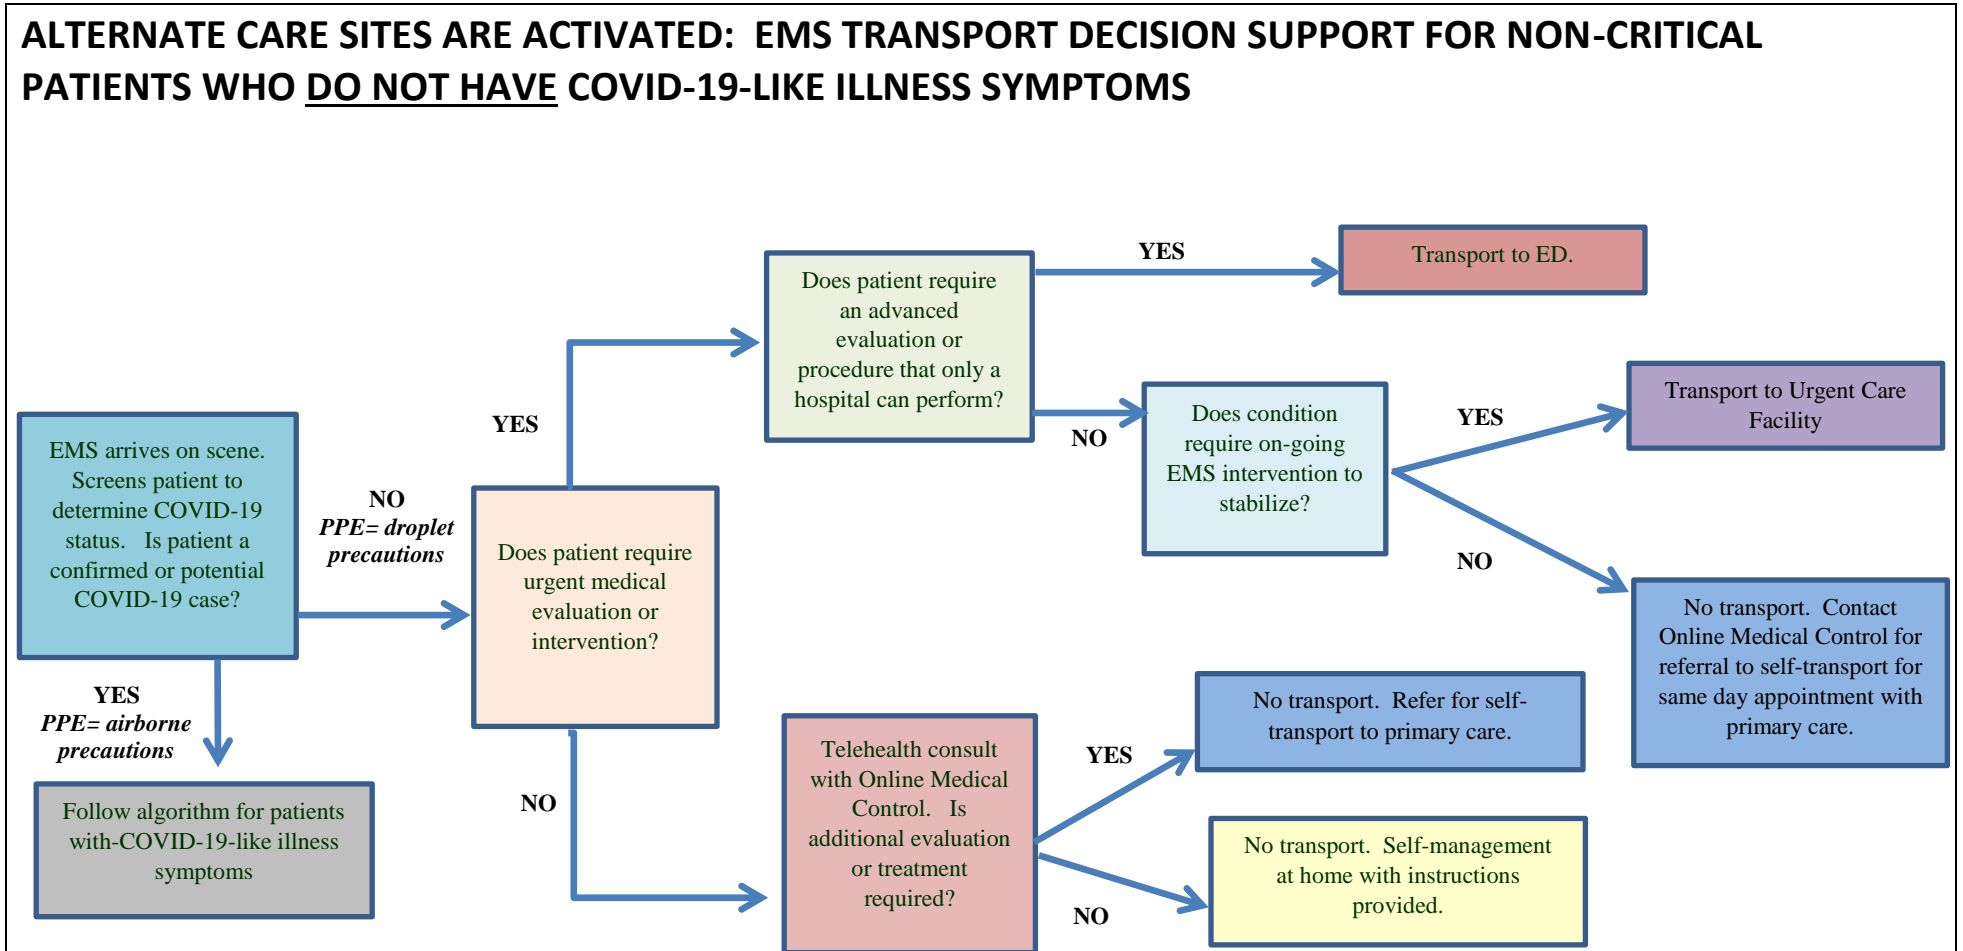 ALTERNATE CARE SITES ARE ACTIVATED:  EMS TRANSPORT DECISION SUPPORT FOR NON-CRITICAL
PATIENTS WHO DO NOT HAVE COVID-19-LIKE ILLNESS SYMPTOMS
EMS arrives on scene.
Screens patient to
determine COVID-19
status.   Is patient a
confirmed or potential
COVID-19 case?
NO
PPE= droplet
precautions
YES
PPE= airborne
precautions
Follow algorithm for patients
with-COVID-19-like illness
symptoms
Does patient require
urgent medical
evaluation or
intervention?
YES
NO
Does patient require
an advanced
evaluation or
procedure that only a
hospital can perform?
YES
Transport to ED.
NO
Does condition
require on-going
EMS intervention to
stabilize?
YES
Transport to Urgent Care
Facility
NO
No transport.  Contact
Online Medical Control for
referral to self-transport for
same day appointment with
primary care.
Telehealth consult
with Online Medical
Control.   Is
additional evaluation
or treatment
required?
YES
No transport.  Refer for self-
transport to primary care.
NO
No transport.  Self-management
at home with instructions
provided.